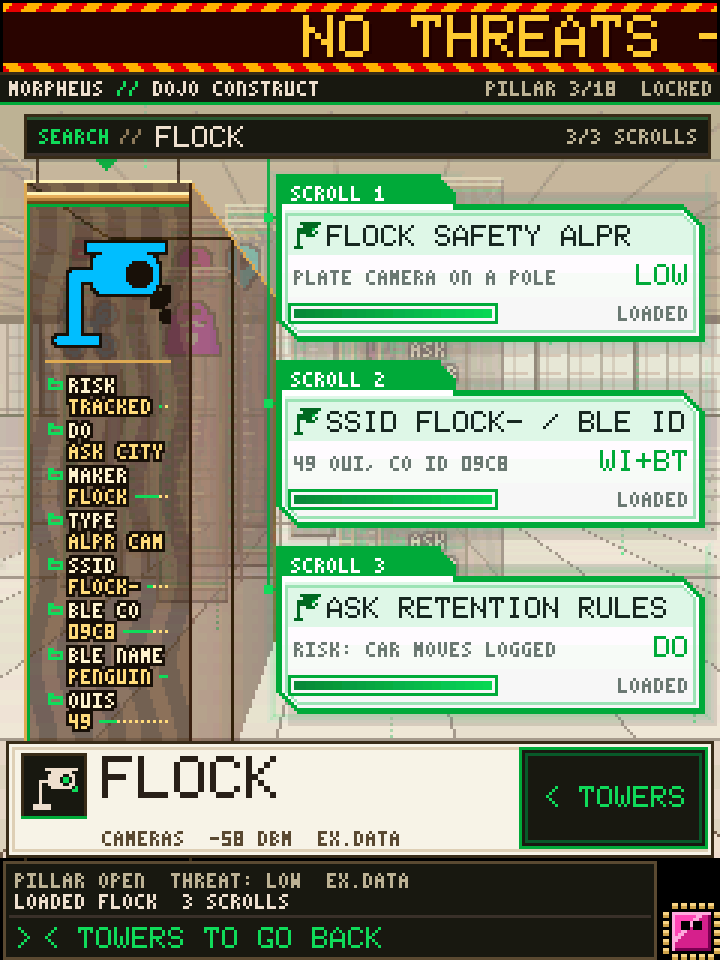 NO THREATS -
MORPHEUS // DOJO CONSTRUCT
PILLAR 3/18 LOCKED
SEARCH // FLOCK
3/3 SCROLLS
RISK
TRACKED
DO
ASK CITY
MAKER
FLOCK
TYPE
ALPR CAM
SSID
FLOCK-
BLE CO
09C8
BLE NAME
PENGUIN
OUIS
49
SCROLL 1
FLOCK SAFETY ALPR
PLATE CAMERA ON A POLE LOW
LOADED
ASK
SCROLL 2
SSID FLOCK- / BLE ID
49 OUI, CO ID 09C8 WI+BT
LOADED
ASK
SCROLL 3
ASK RETENTION RULES
RISK: CAR MOVES LOGGED DO
LOADED
FLOCK
CAMERAS -58 DBM EX.DATA
< TOWERS
PILLAR OPEN THREAT: LOW EX.DATA
LOADED FLOCK 3 SCROLLS
> < TOWERS TO GO BACK